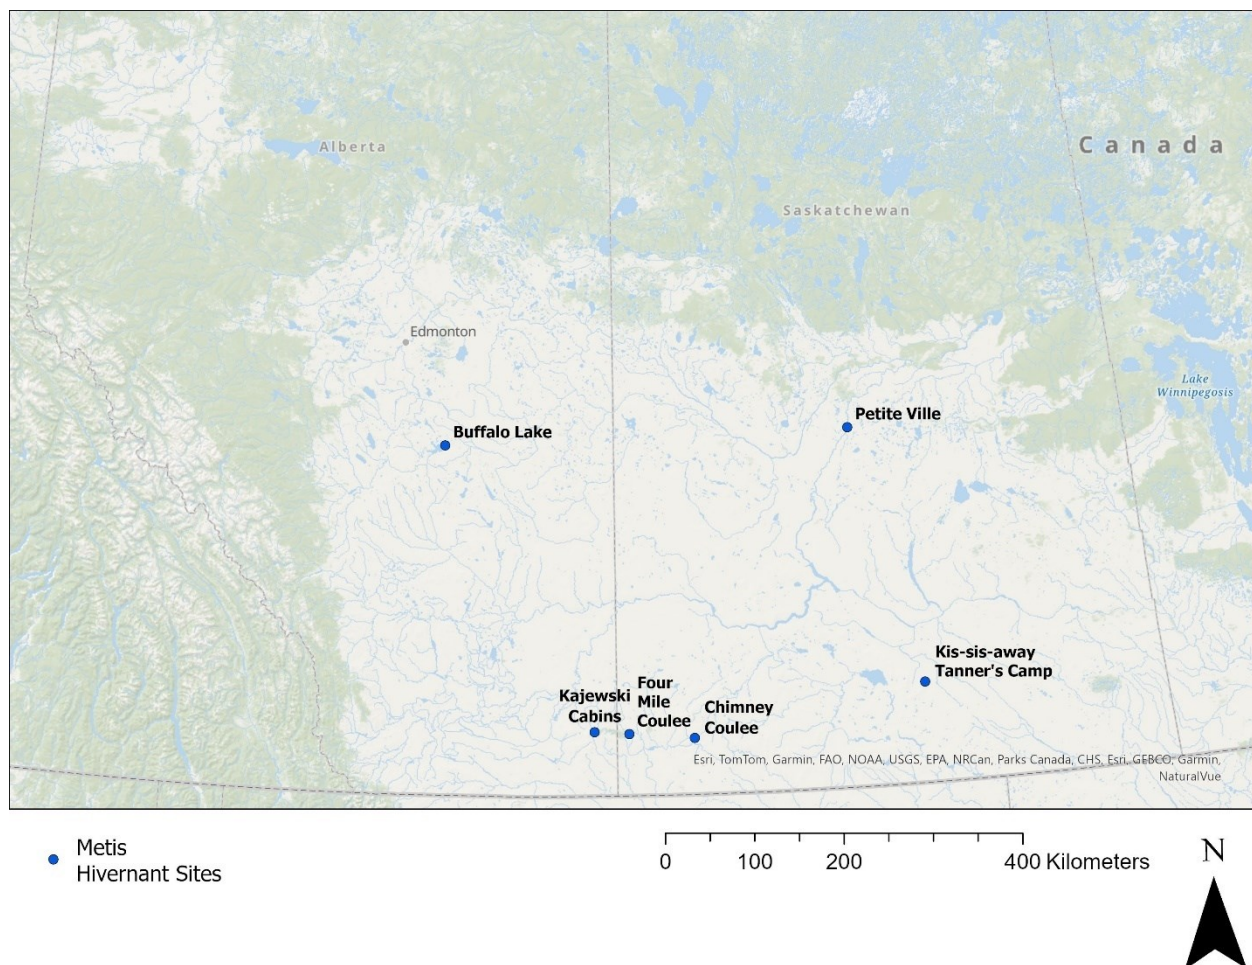 Canada
Alberta
Saskatchewan
Edmonton
Lake
Winnipegosis
Petite Ville
Buffalo Lake
Kis-sis-away
Tanner's Camp
Kajewski
Cabins
Four
Mile
Coulee
Chimney
Coulee
Esri, TomTom, Garmin, FAO, NOAA, USGS, EPA, NRCan, Parks Canada, CHS, Esri, GEBCO, Garmin,
NaturalVue
Metis
Hivernant Sites
0 100 200 400 Kilometers
N